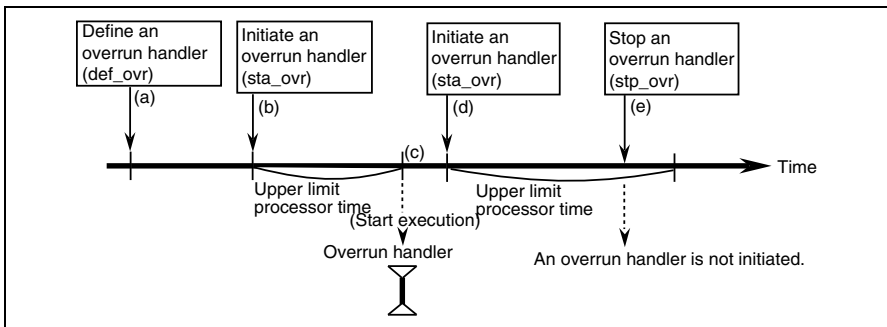 Define an
overrun handler
(def_ovr)
Initiate an
overrun handler
(sta_ovr)
Initiate an
overrun handler
(sta_ovr)
Stop an
overrun handler
(stp_ovr)
(a)
(b)
(d)
(e)
(c)
Time
Upper limit
processor time
Upper limit
processor time
(Start execution)
Overrun handler
An overrun handler is not initiated.